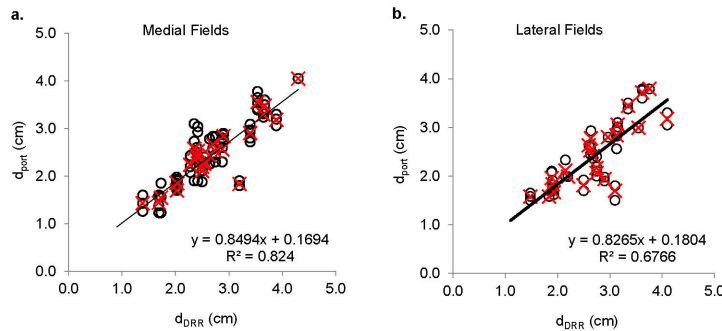 a.
Medial Fields
5.0
4.0
3.0
2.0
1.0
0.0
dport (cm)
y = 0.8494x + 0.1694
R² = 0.824
0.0 1.0 2.0 3.0 4.0 5.0
dDRR (cm)
b.
Lateral Fields
5.0
4.0
3.0
2.0
1.0
0.0
dport (cm)
y = 0.8265x + 0.1804
R² = 0.6766
0.0 1.0 2.0 3.0 4.0 5.0
dDRR (cm)